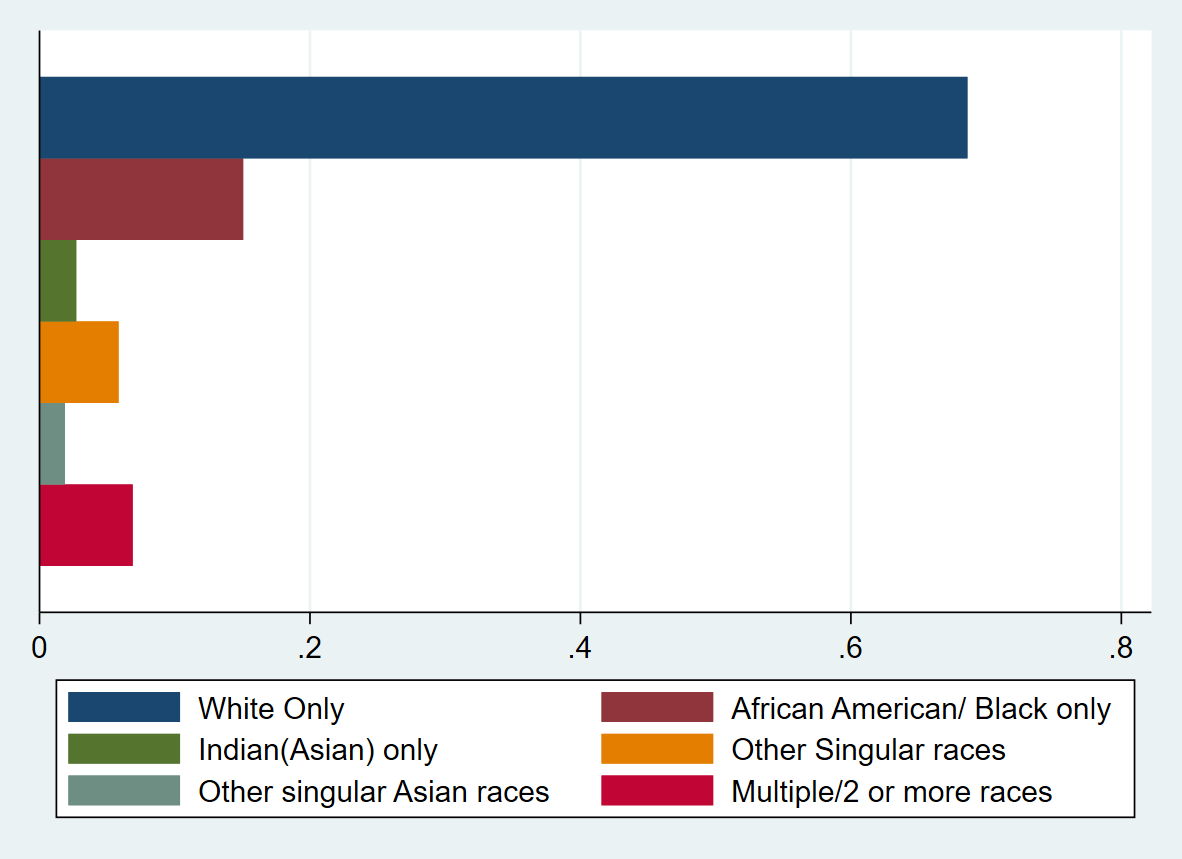 0 .2 .4 .6 .8
White Only African American/ Black only
Indian(Asian) only Other Singular races
Other singular Asian races Multiple/2 or more races